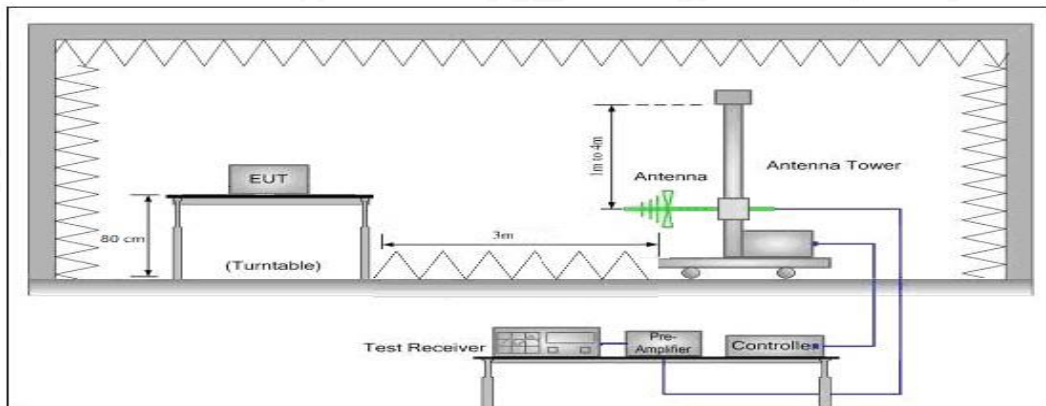 1m to 4m
Antenna Tower
Antenna
EUT
3m
80 cm
(Turntable)
Test Receiver
Pre-
Amplifier
Controller